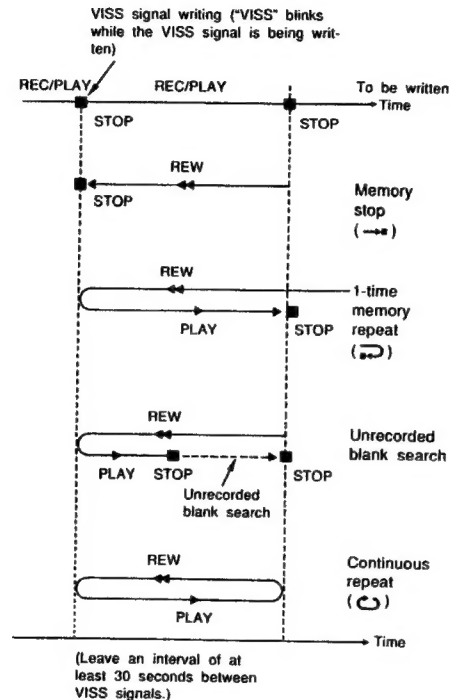 VISS signal writing ("VISS" blinks
while the VISS signal is being writ-
ten)
REC/PLAY REC/PLAY To be written
Time
STOP STOP
REW
STOP
Memory
stop
REW
1-time
memory
repeat
PLAY STOP
REW
Unrecorded
blank search
PLAY STOP STOP
Unrecorded
blank search
REW
Continuous
repeat
PLAY
Time
(Leave an interval of at
least 30 seconds between
VISS signals.)